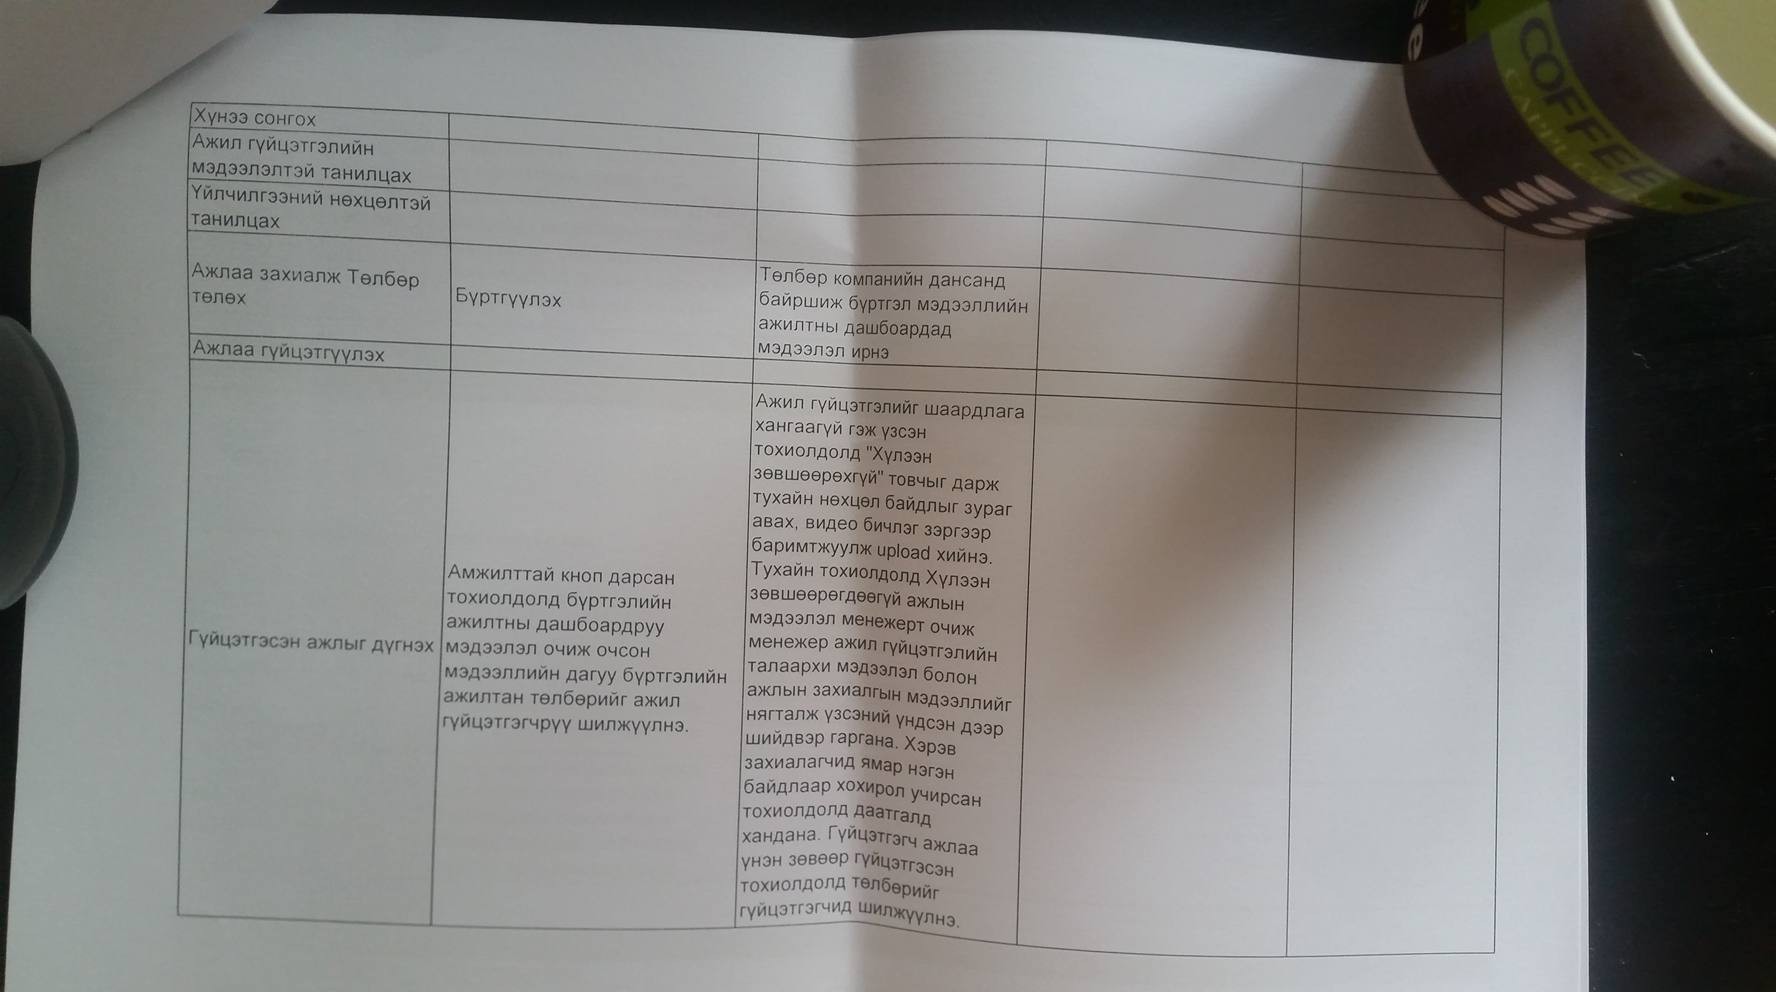 Хүнээ сонгох
Ажил гүйцэтгэлийн
мэдээлэлтэй танилцах
Үйлчилгээний нөхцөлтэй
танилцах
Ажлаа захиалж Төлбөр
төлөх
Бүртгүүлэх
Төлбөр компанийн дансанд
байршиж бүртгэл мэдээллийн
ажилтны дашбоардад
мэдээлэл ирнэ
Ажлаа гүйцэтгүүлэх
Гүйцэтгэсэн ажлыг дүгнэх
Амжилттай кноп дарсан
тохиолдолд бүртгэлийн
ажилтны дашбоардруу
мэдээлэл очиж очсон
мэдээллийн дагуу бүртгэлийн
ажилтан төлбөрийг ажил
гүйцэтгэгчрүү шилжүүлнэ.
Ажил гүйцэтгэлийг шаардлага
хангаагүй гэж үзсэн
тохиолдолд "Хүлээн
зөвшөөрөхгүй" товчыг дарж
тухайн нөхцөл байдлыг зураг
авах, видео бичлэг зэргээр
баримтжуулж upload хийнэ.
Тухайн тохиолдолд Хүлээн
зөвшөөрөгдөөгүй ажлын
мэдээлэл менежерт очиж
менежер ажил гүйцэтгэлийн
талаархи мэдээлэл болон
ажлын захиалгын мэдээллийг
нягталж үзсэний үндсэн дээр
шийдвэр гаргана. Хэрэв
захиалагчид ямар нэгэн
байдлаар хохирол учирсан
тохиолдолд даатгалд
хандана. Гүйцэтгэгч ажлаа
үнэн зөвөөр гүйцэтгэсэн
тохиолдолд төлбөрийг
гүйцэтгэгчид шилжүүлнэ.
COFFEE